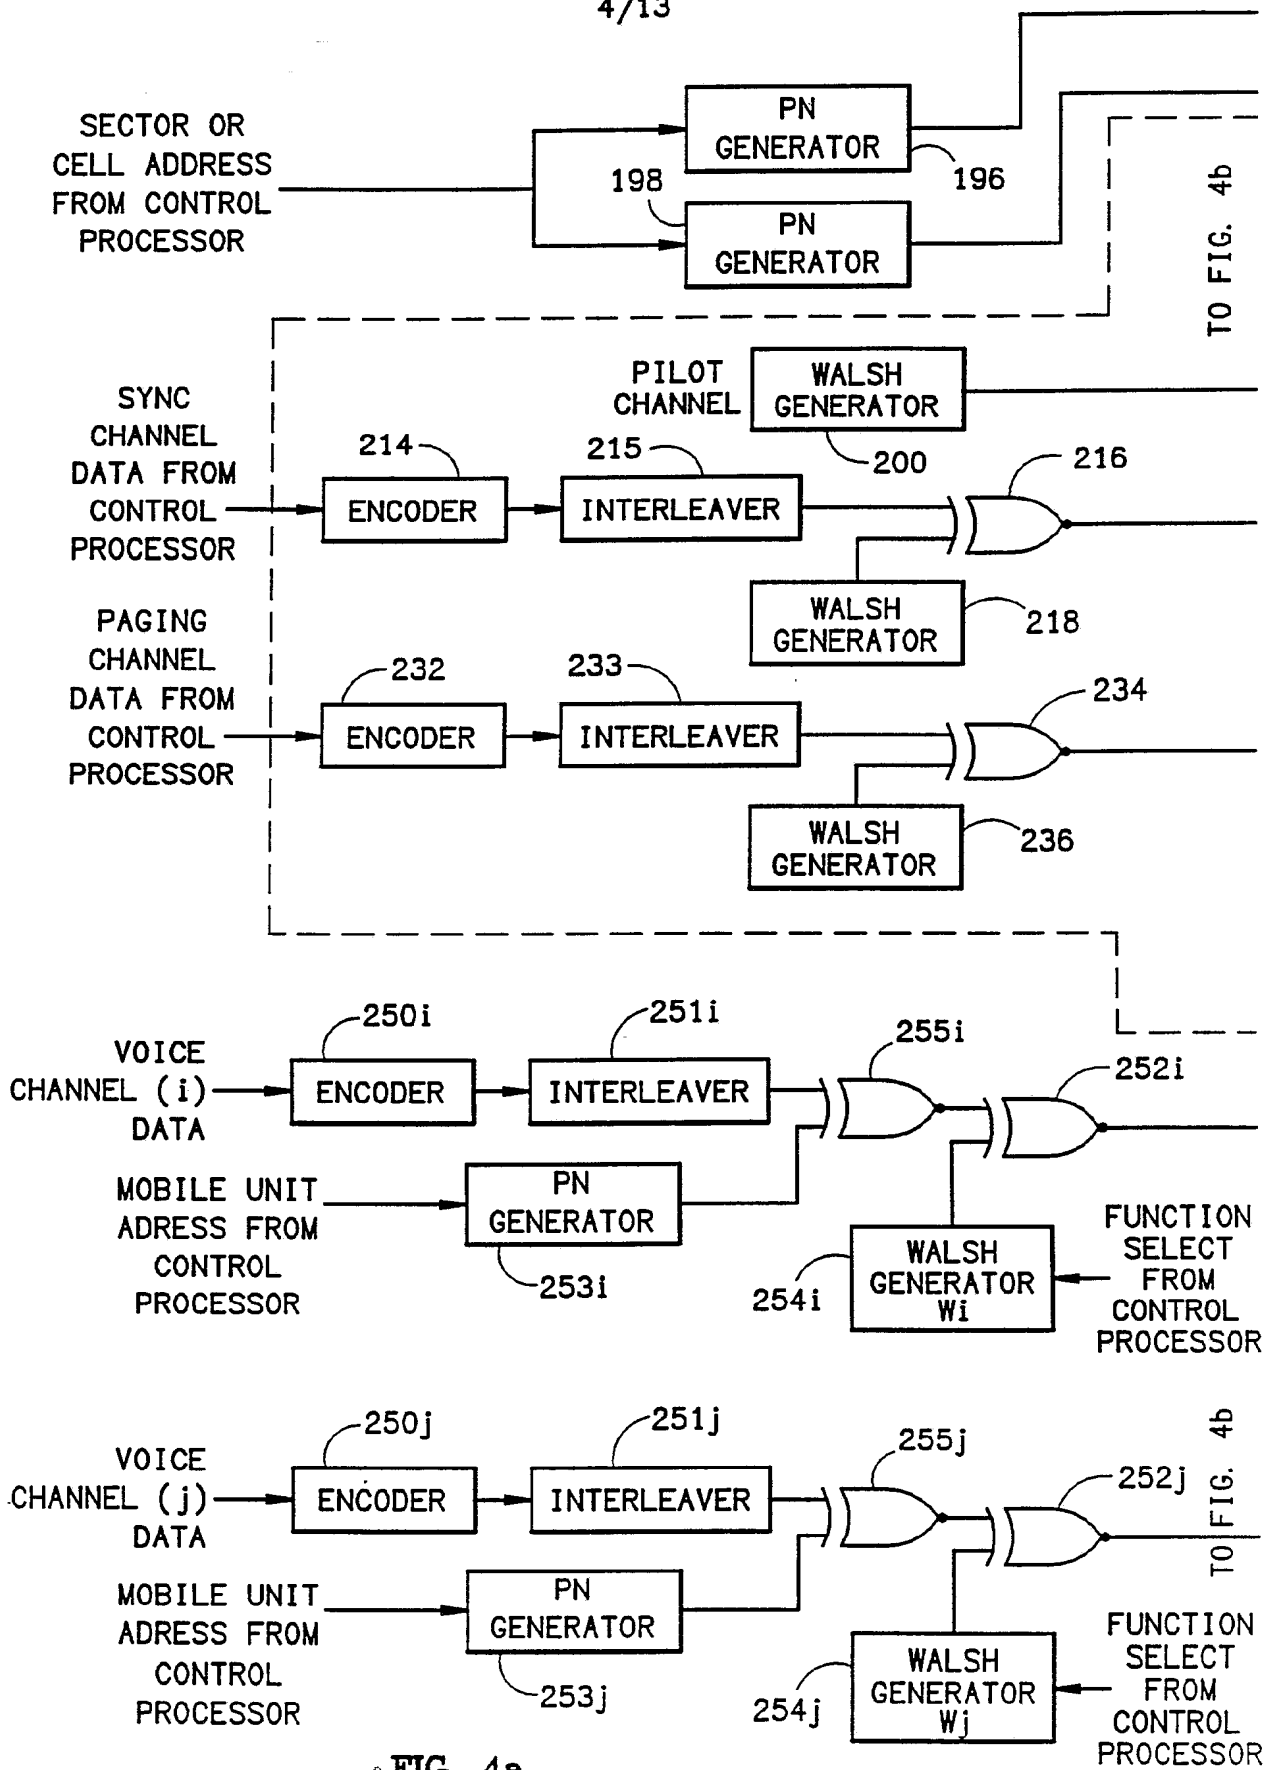 4/13
SECTOR OR
CELL ADDRESS
FROM CONTROL
PROCESSOR
PN
GENERATOR
196
198
PN
GENERATOR
TO FIG. 4b
PILOT
CHANNEL
WALSH
GENERATOR
200
SYNC
CHANNEL
DATA FROM
CONTROL
PROCESSOR
214
ENCODER
215
INTERLEAVER
216
WALSH
GENERATOR
218
PAGING
CHANNEL
DATA FROM
CONTROL
PROCESSOR
232
ENCODER
233
INTERLEAVER
234
WALSH
GENERATOR
236
VOICE
CHANNEL (i)
DATA
250i
ENCODER
251i
INTERLEAVER
255i
252i
MOBILE UNIT
ADRESS FROM
CONTROL
PROCESSOR
PN
GENERATOR
253i
254i
WALSH
GENERATOR
Wi
FUNCTION
SELECT
FROM
CONTROL
PROCESSOR
VOICE
CHANNEL (j)
DATA
250j
ENCODER
251j
INTERLEAVER
255j
252j
TO FIG. 4b
MOBILE UNIT
ADRESS FROM
CONTROL
PROCESSOR
PN
GENERATOR
253j
254j
WALSH
GENERATOR
Wj
FUNCTION
SELECT
FROM
CONTROL
PROCESSOR
FIG. 4a